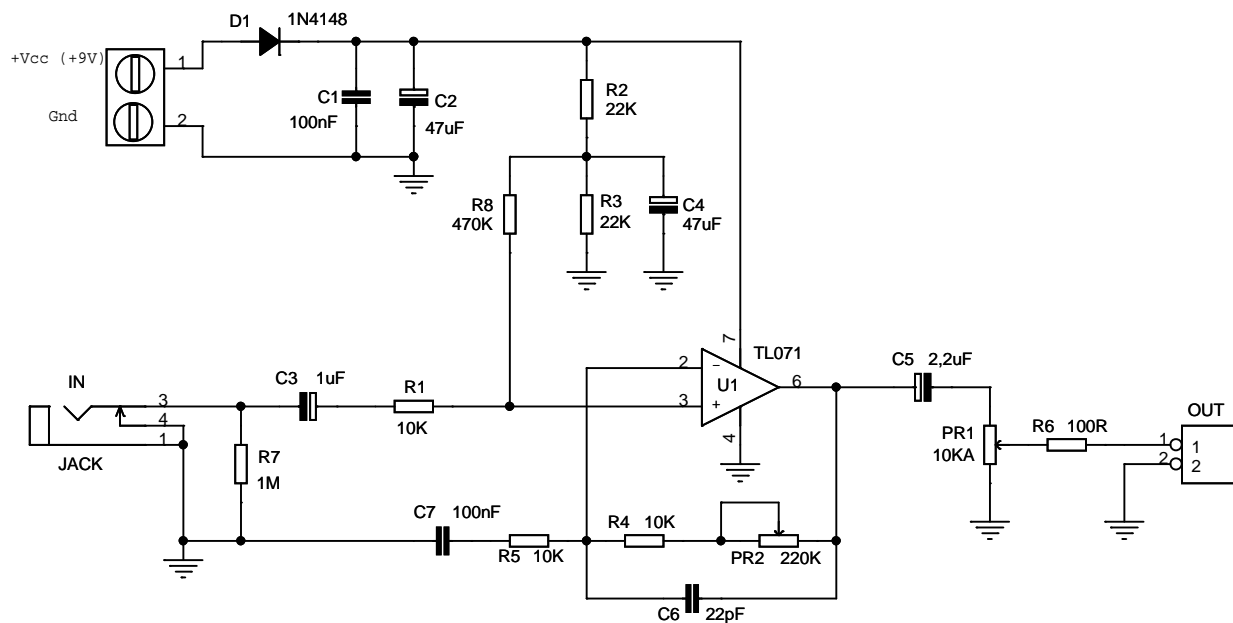 D1 1N4148
+Vcc (+9V)
1
Gnd
2
C1
100nF
C2
47uF
R2
22K
R8
470K
R3
22K
C4
47uF
7
TL071
2
−
U1
6
3
+
4
C5 2,2uF
IN
C3 1uF
R1
10K
3
4
1
JACK
R7
1M
PR1
10KA
R6 100R
OUT
1
1
2
2
C7 100nF
R5 10K
R4 10K
PR2 220K
C6 22pF